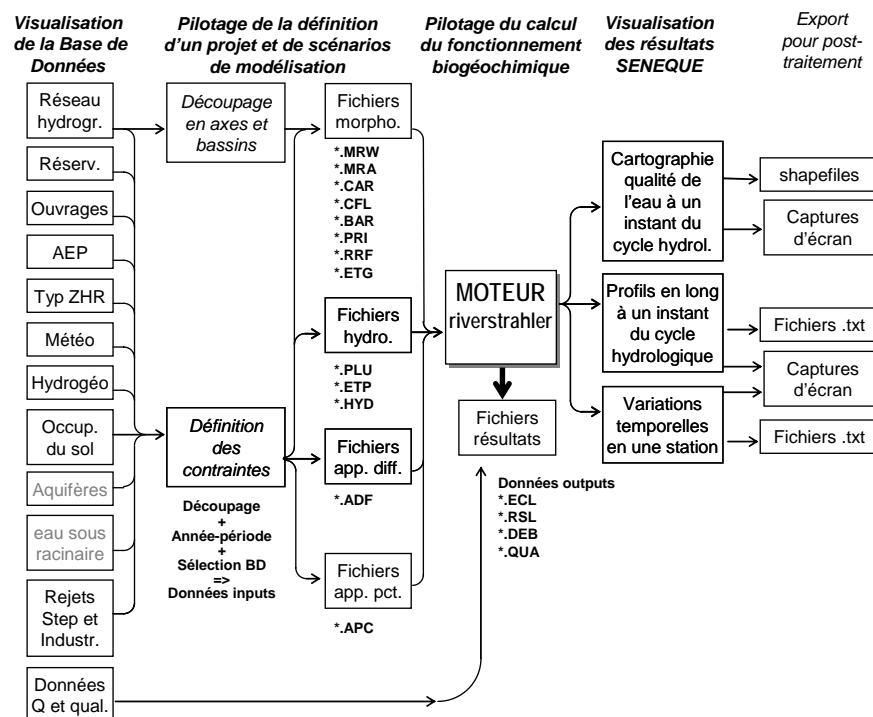 Visualisation
de la Base de
Données
Pilotage de la définition
d'un projet et de scénarios
de modélisation
Pilotage du calcul
du fonctionnement
biogéochimique
Visualisation
des résultats
SENEQUE
Export
pour post-
traitement
Réseau
hydrogr.
Réserv.
Ouvrages
AEP
Typ ZHR
Météo
Hydrogéo
Occup.
du sol
Aquifères
eau sous
racinaire
Rejets
Step et
Industr.
Données
Q et qual.
Découpage
en axes et
bassins
Définition
des
contraintes
Découpage
+
Année-période
+
Sélection BD
=>
Données inputs
Fichiers
morpho.
*.MRW
*.MRA
*.CAR
*.CFL
*.BAR
*.PRI
*.RRF
*.ETG
Fichiers
hydro.
*.PLU
*.ETP
*.HYD
Fichiers
app. diff.
*.ADF
Fichiers
app. pct.
*.APC
MOTEUR
riverstrahler
Fichiers
résultats
Données outputs
*.ECL
*.RSL
*.DEB
*.QUA
Cartographie
qualité de
l'eau à un
instant du
cycle hydrol.
Profils en long
à un instant
du cycle
hydrologique
Variations
temporelles
en une station
shapefiles
Captures
d'écran
Fichiers .txt
Captures
d'écran
Fichiers .txt